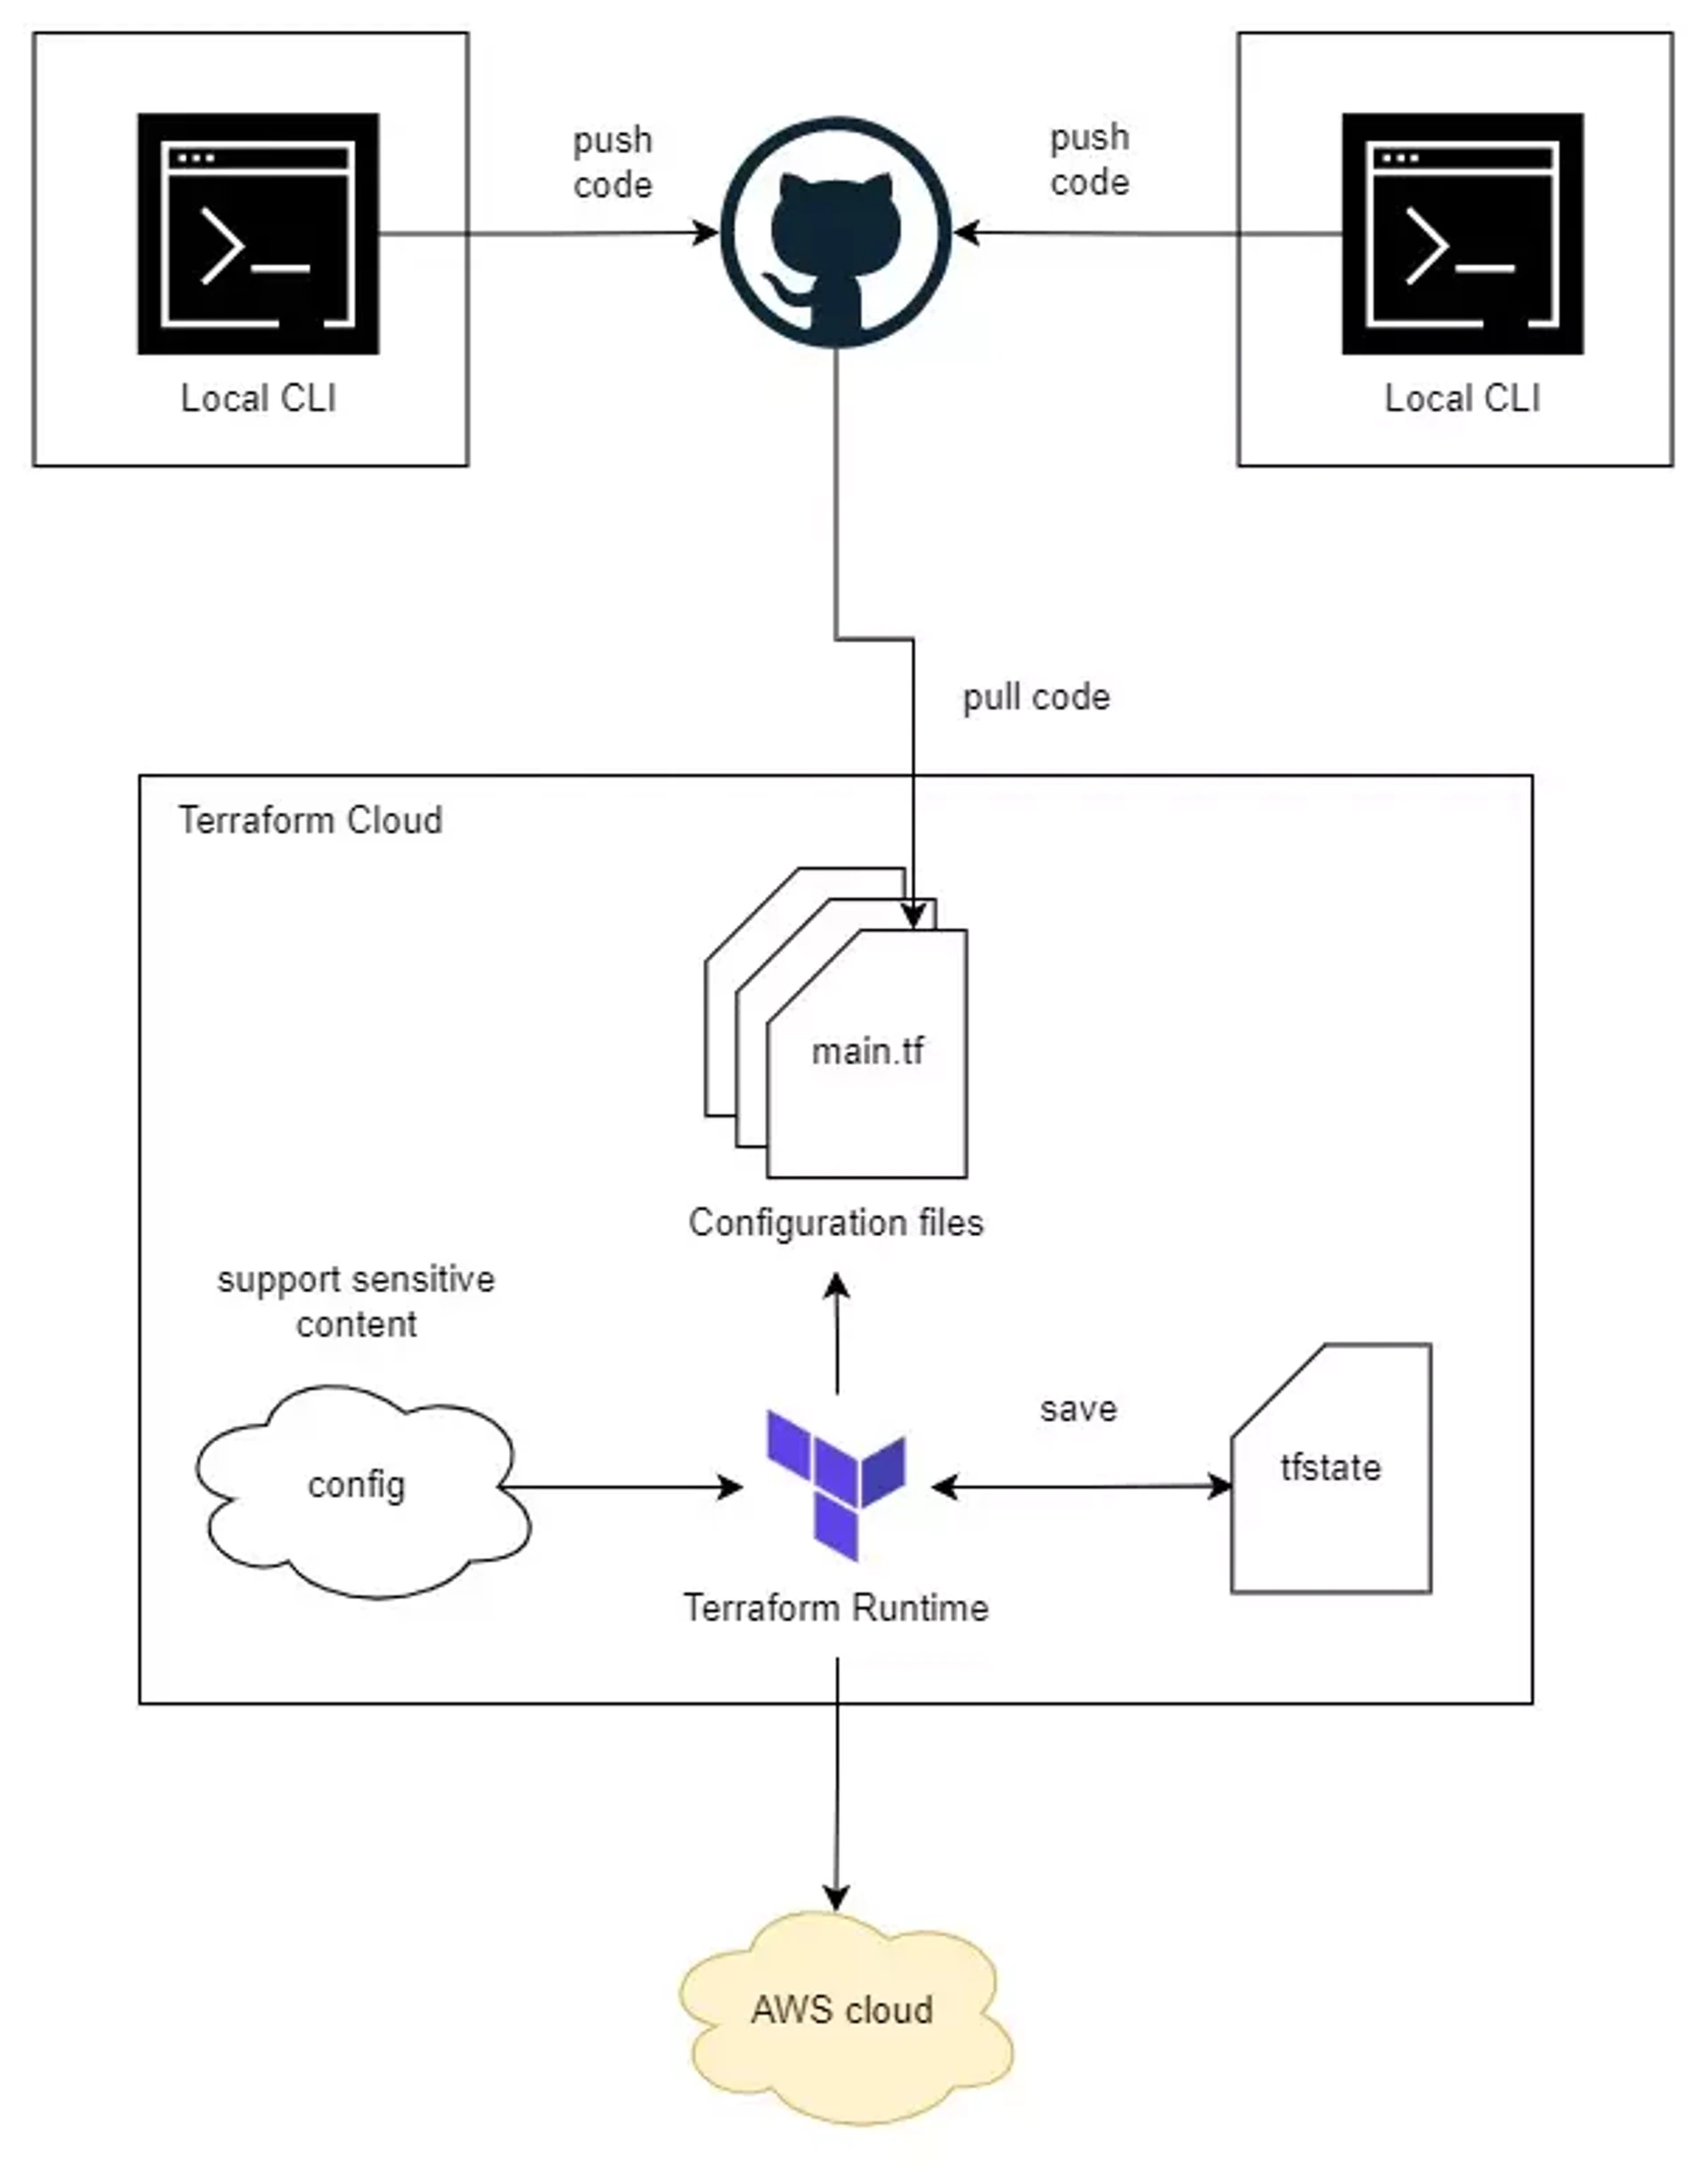 push
code
push
code
Local CLI
Local CLI
pull code
Terraform Cloud
main.tf
Configuration files
support sensitive
content
save
config
tfstate
Terraform Runtime
AWS cloud